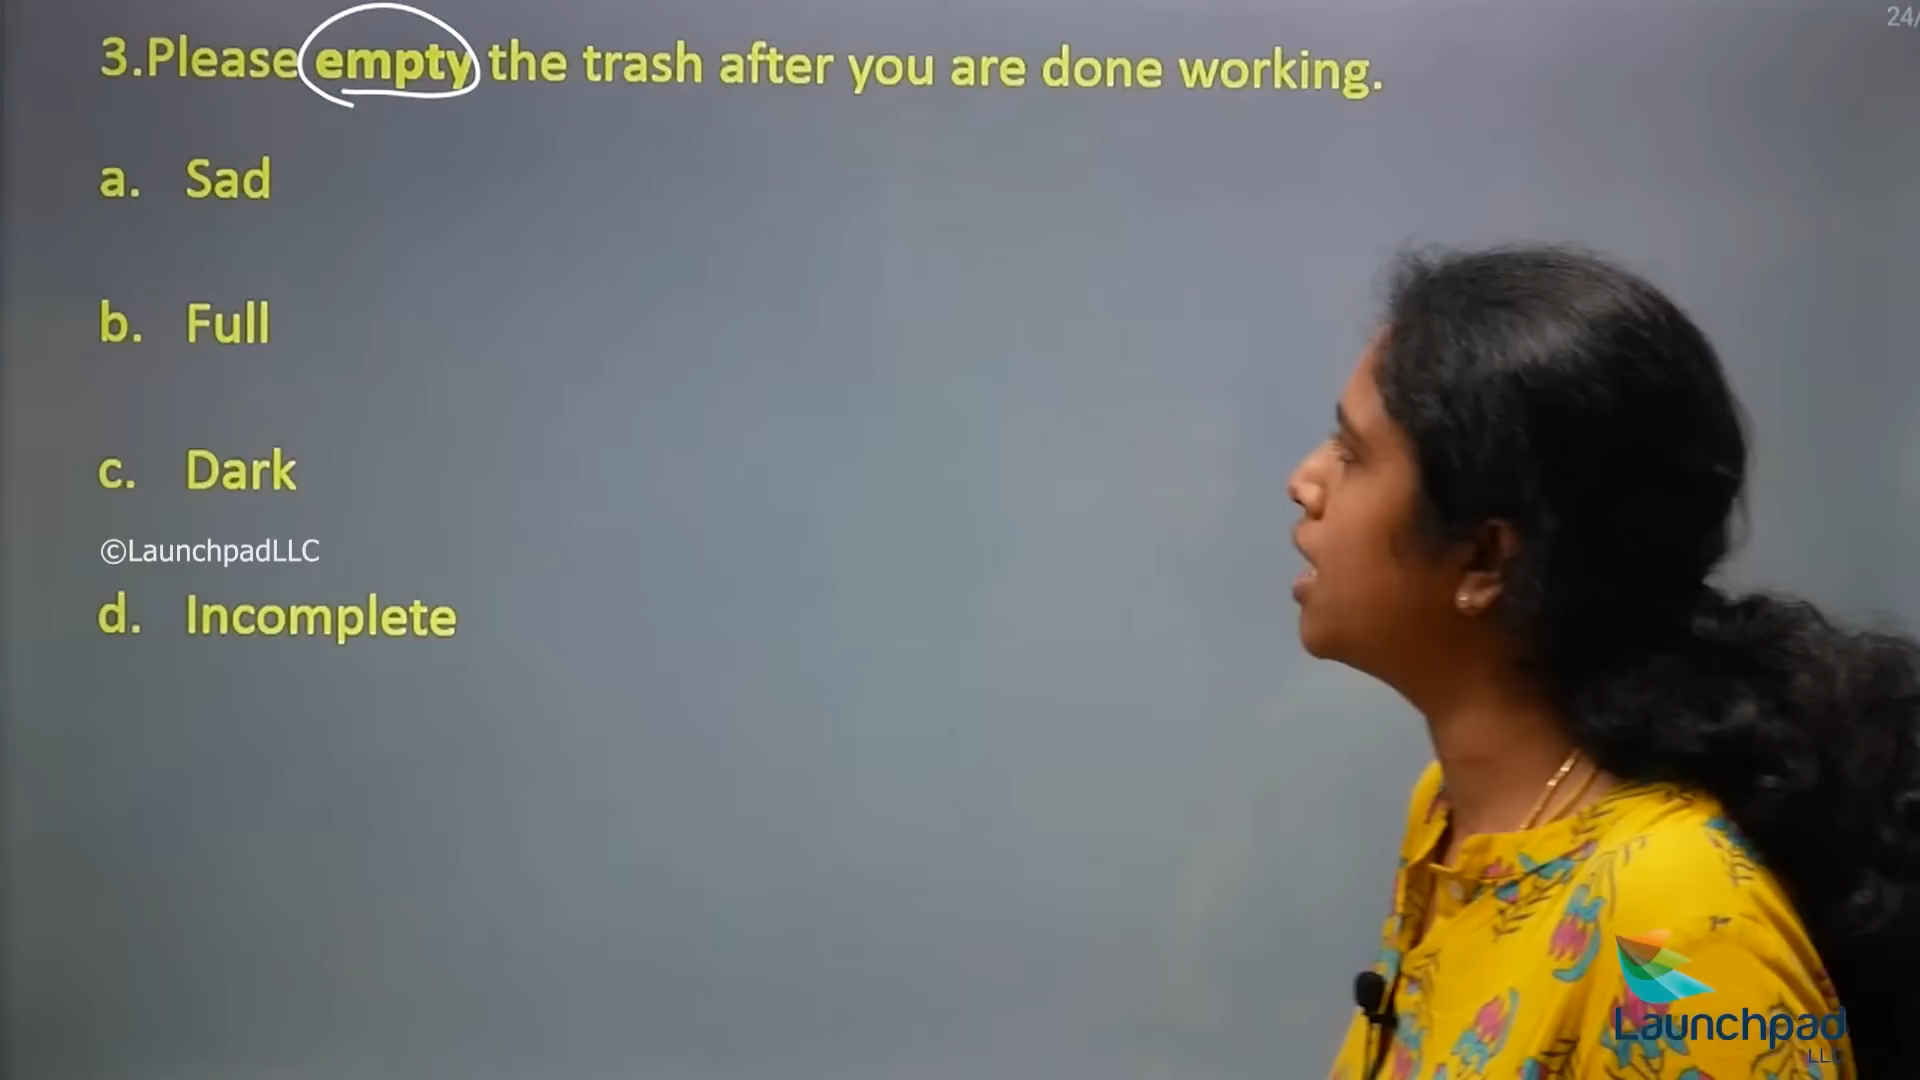 24/
3.Please empty the trash after you are done working.
a. Sad
b. Full
c. Dark
©LaunchpadLLC
d. Incomplete
Launchpad
LLC